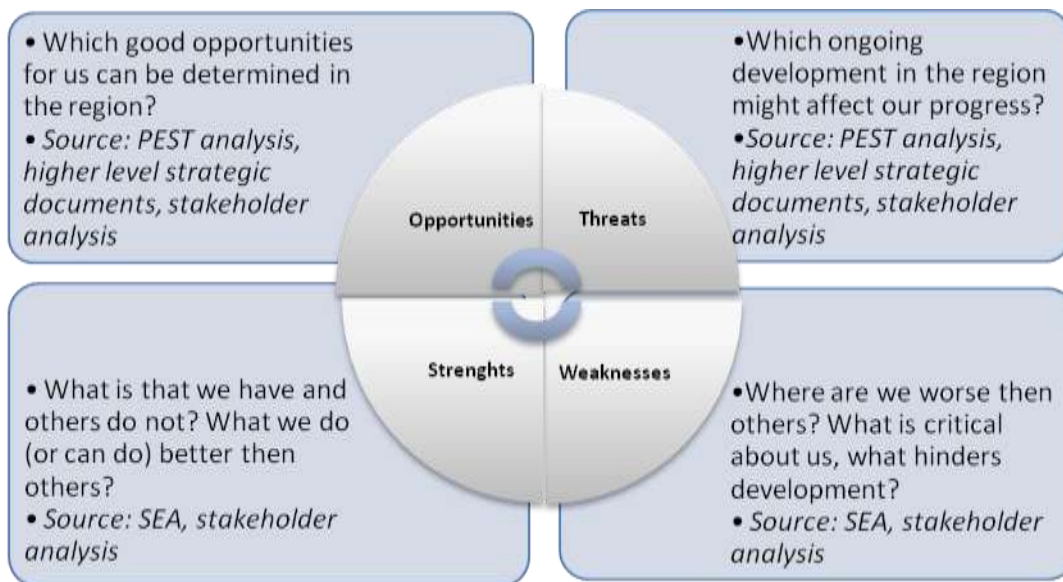 • Which good opportunities
for us can be determined in
the region?
• Source: PEST analysis,
higher level strategic
documents, stakeholder
analysis
•Which ongoing
development in the region
might affect our progress?
•Source: PEST analysis,
higher level strategic
documents, stakeholder
analysis
Opportunities
Threats
Strenghts
Weaknesses
• What is that we have and
others do not? What we do
(or can do) better then
others?
• Source: SEA, stakeholder
analysis
•Where are we worse then
others? What is critical
about us, what hinders
development?
• Source: SEA, stakeholder
analysis